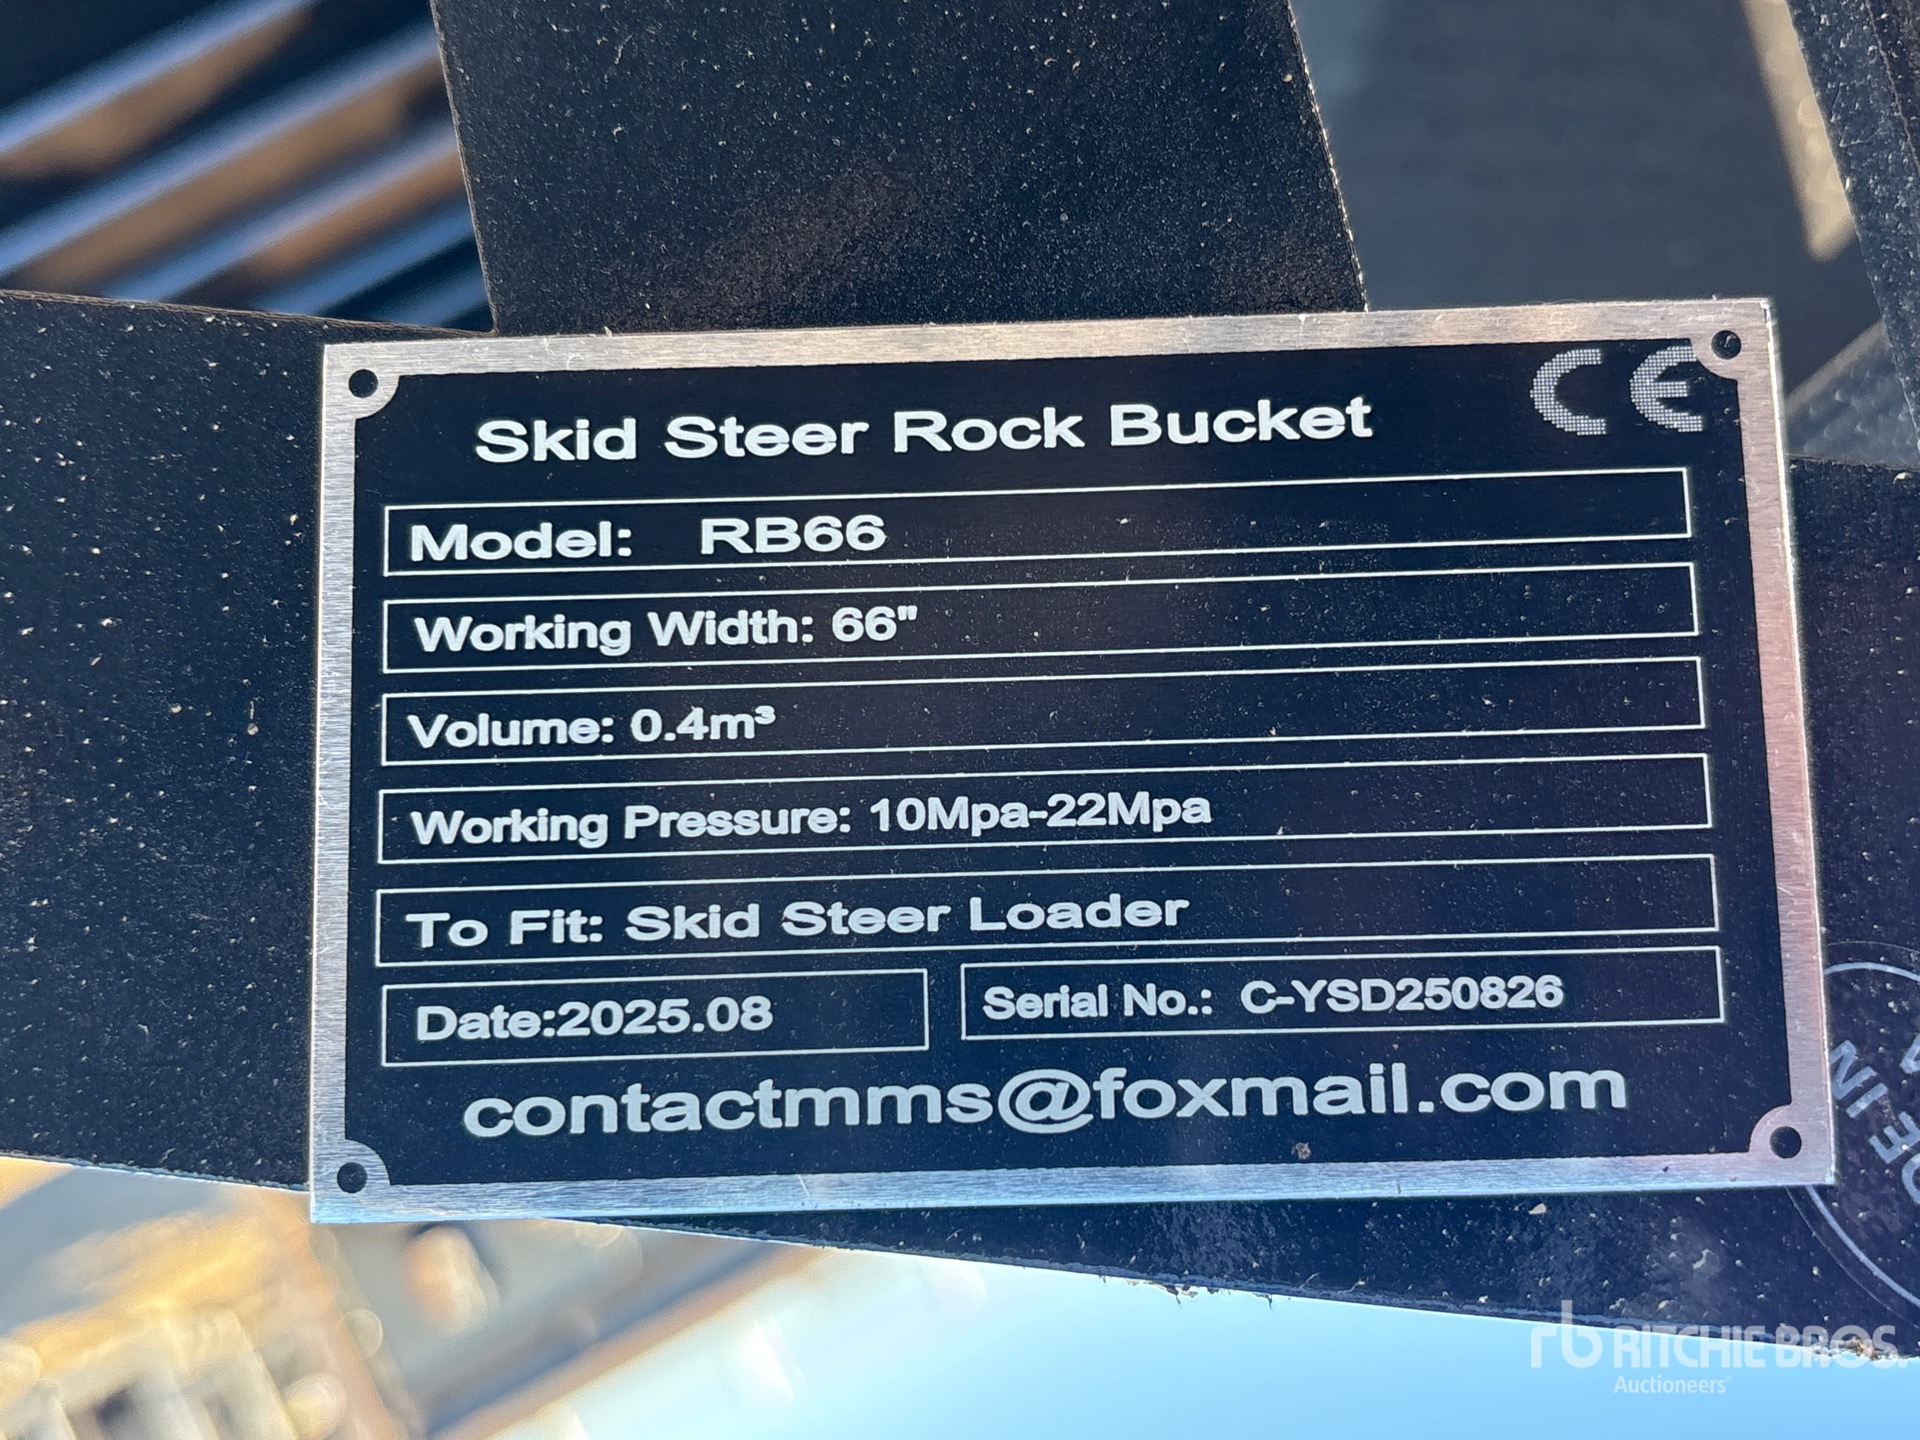 CE
Skid Steer Rock Bucket
Model: RB66
Working Width: 66"
Volume: 0.4m³
Working Pressure: 10Mpa-22Mpa
To Fit: Skid Steer Loader
Date:2025.08
Serial No.: C-YSD250826
contactmms@foxmail.com
rb RITCHIE BROS.
Auctioneers